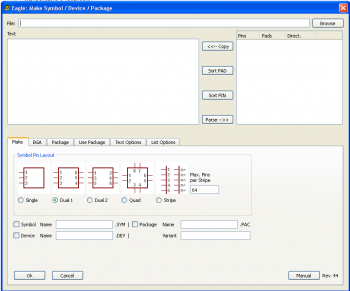 Eagle: Make Symbol / Device / Package
File:
Browse
Text
Pins Pads Direct.
<<-- Copy
Sort PAD
Sort PIN
Parse -->>
Make BGA Package Use Package Text Options List Options
Symbol Pin Layout
Max. Pins
per Stripe
64
Single Dual 1 Dual 2 Quad Stripe
Symbol Name .SYM | Package Name .PAC
Device Name .DEV | Variant
Ok Cancel Manual Rev. 44